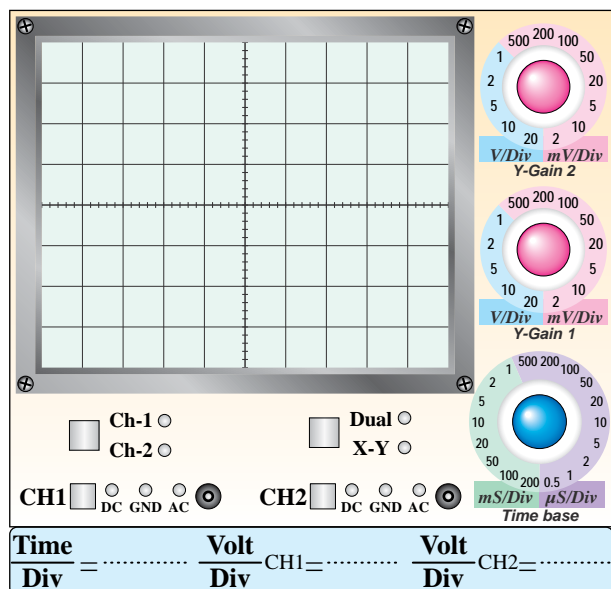 500 200 100
1 50
2 20
5 10
10 5
20 2
V/Div mV/Div
Y-Gain 2
500 200 100
1 50
2 20
5 10
10 5
20 2
V/Div mV/Div
Y-Gain 1
1 500 200 100
2 50
5 20
10 10
20 5
50 2
100 200 0.5 1
mS/Div µS/Div
Time base
Ch-1
Ch-2
Dual
X-Y
CH1 DC GND AC
CH2 DC GND AC
Time/Div = ............... Volt/Div CH1= ............... Volt/Div CH2= ...............